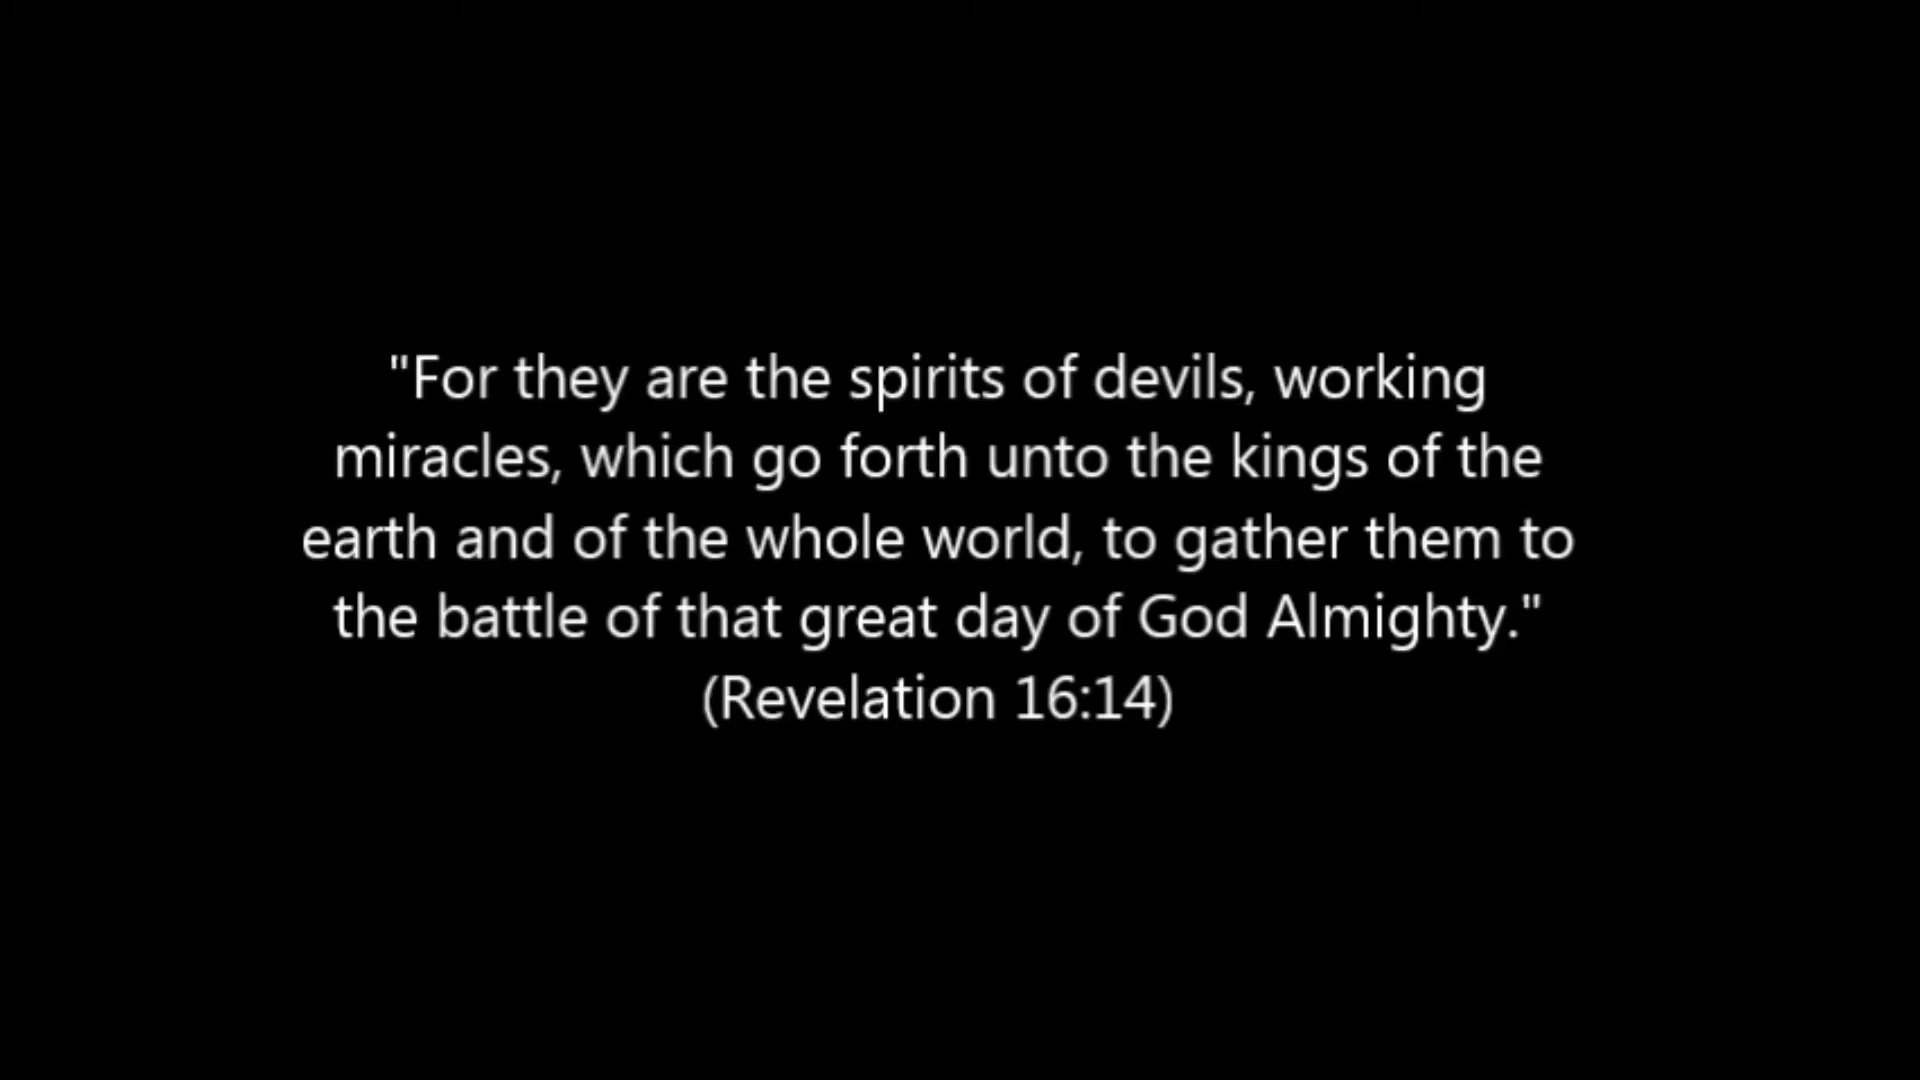 "For they are the spirits of devils, working
miracles, which go forth unto the kings of the
earth and of the whole world, to gather them to
the battle of that great day of God Almighty."
(Revelation 16:14)